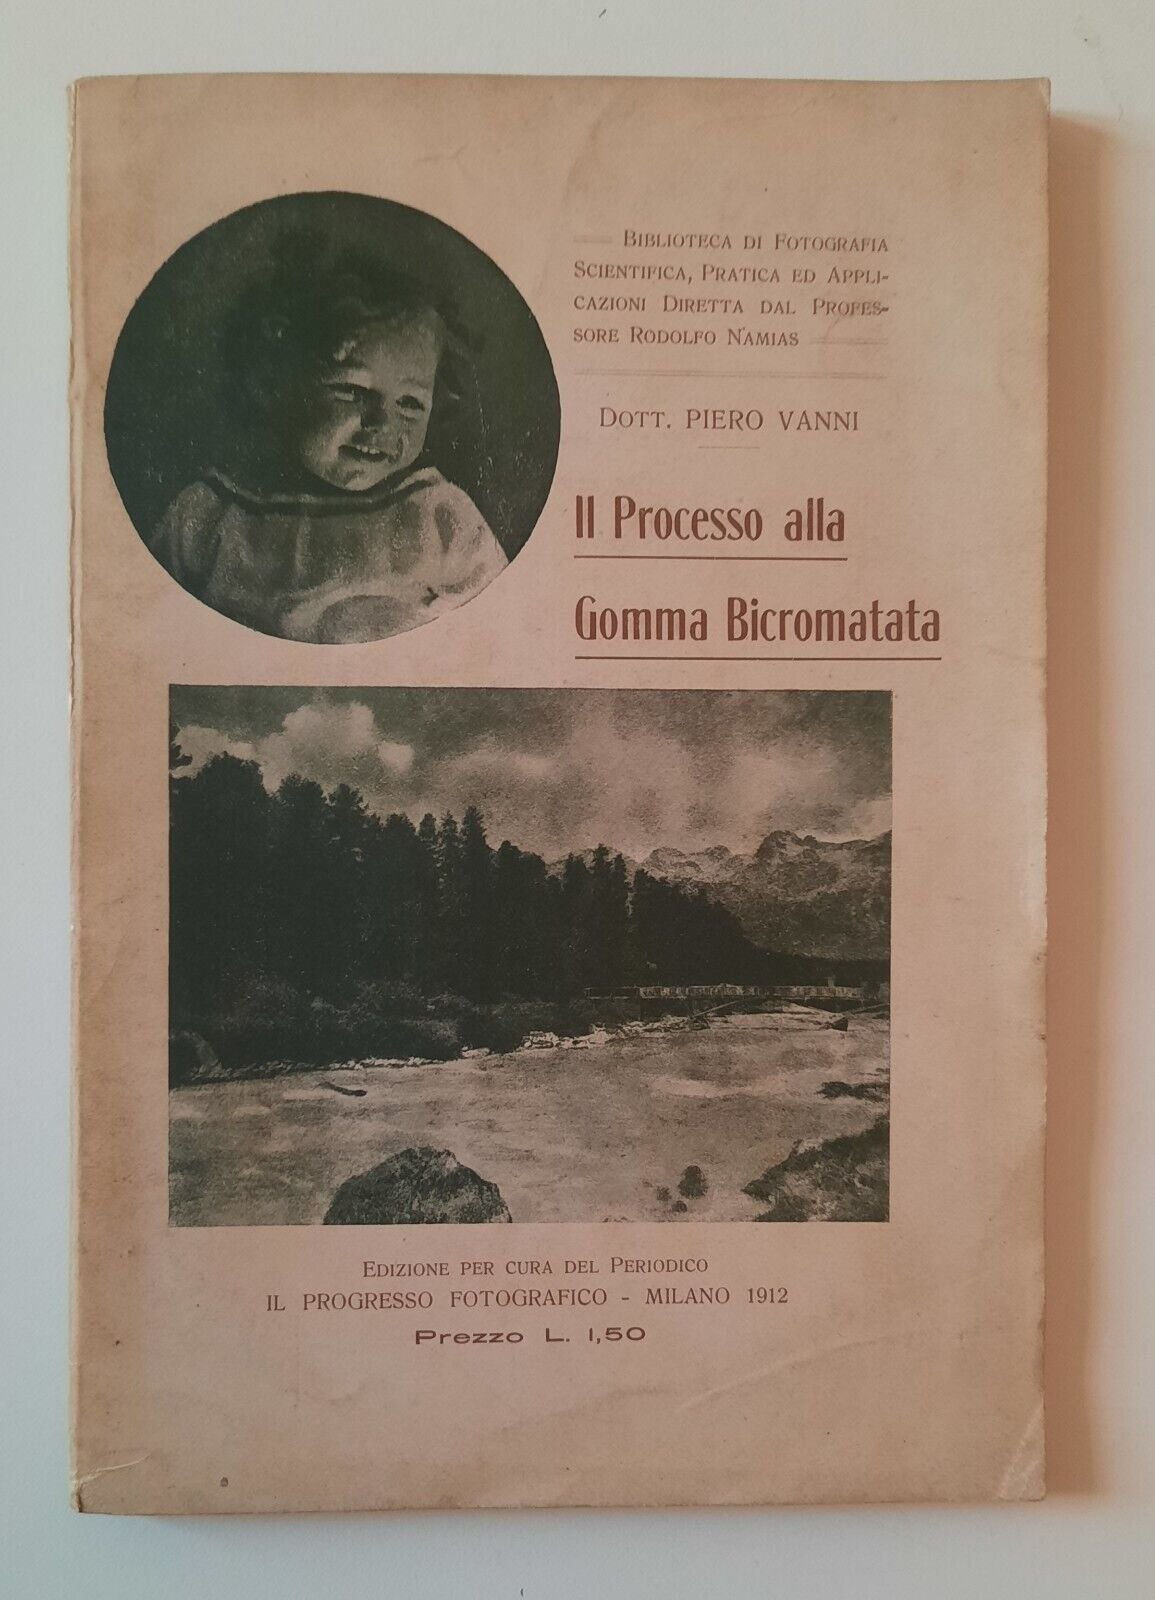 BIBLIOTECA DI FOTOGRAFIA
SCIENTIFICA, PRATICA ED APPLI-
CAZIONI DIRETTA DAL PROFES-
SORE RODOLFO NAMIAS
DOTT. PIERO VANNI
Il Processo alla
Gomma Bicromatata
EDIZIONE PER CURA DEL PERIODICO
IL PROGRESSO FOTOGRAFICO - MILANO 1912
Prezzo L. 1,50